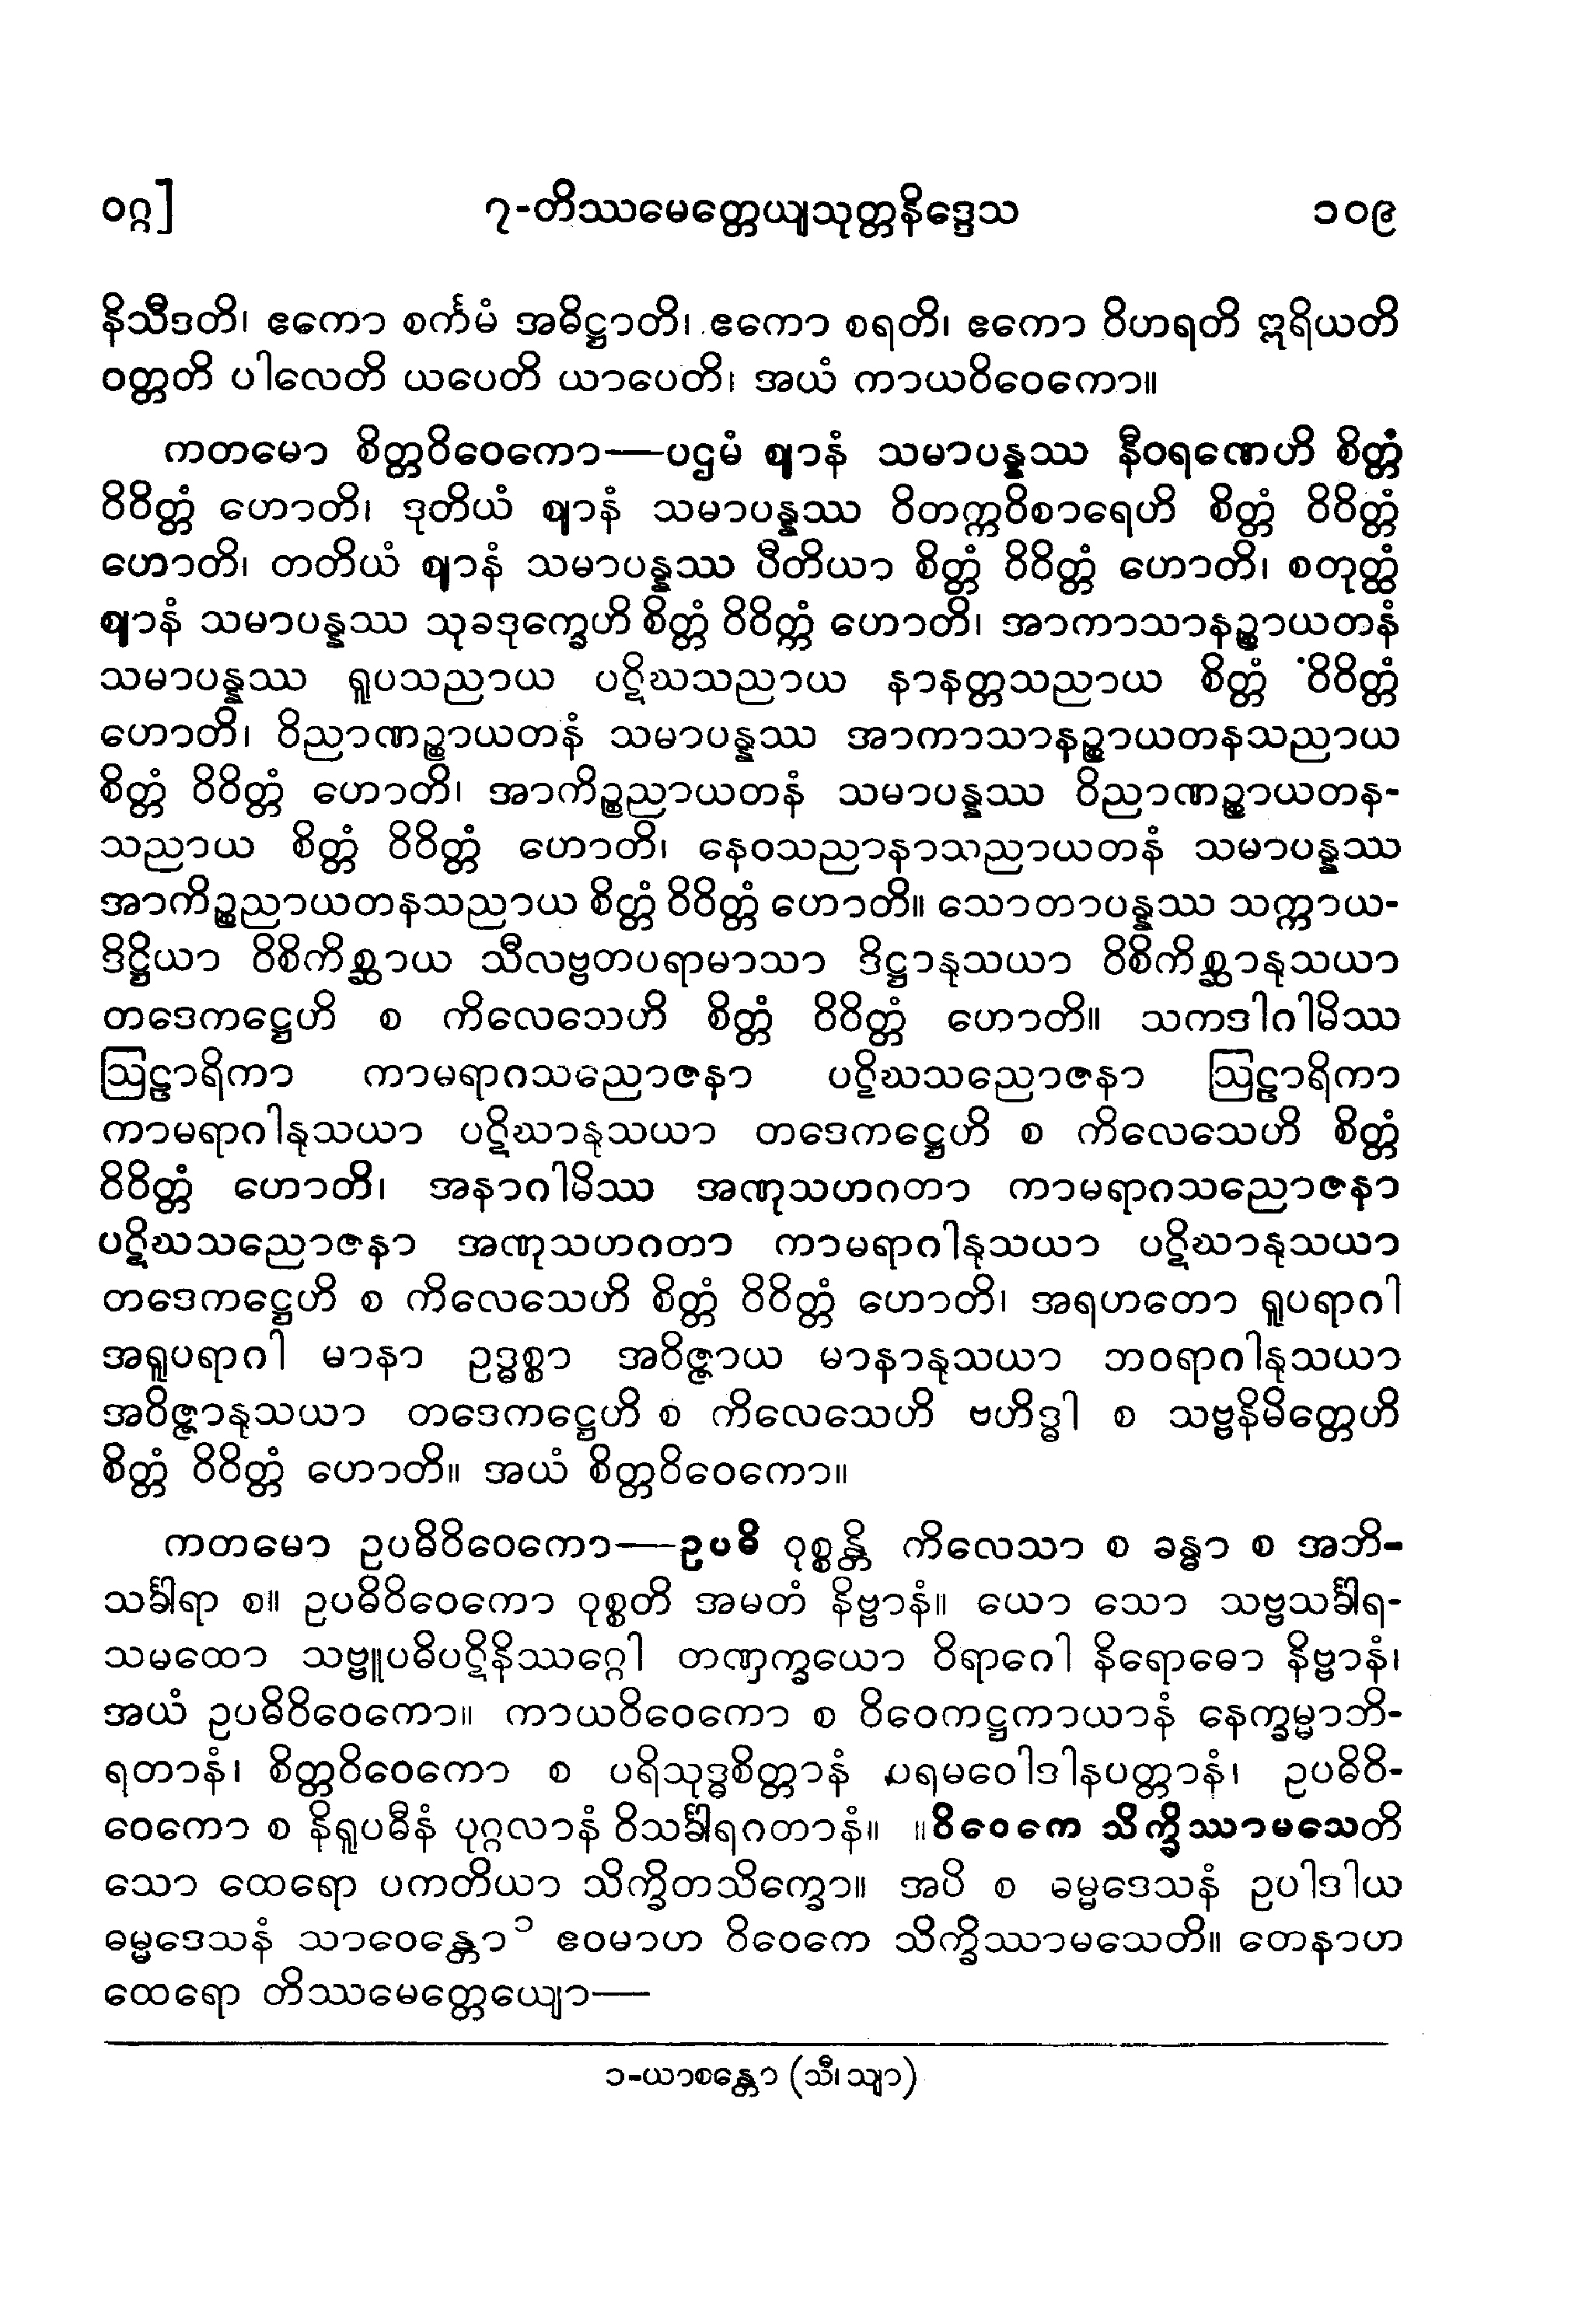 ဝဂ္ဂ] ၇-တိဿမေတ္တေယျသုတ္တနိဒ္ဒေသ ၁၀၉
နိသီဒတိ၊ ဧကော စင်္ကမံ အဓိဋ္ဌာတိ၊ ဧကော စရတိ၊ ဧကော ဝိဟရတိ ဣရိယတိ
ဝတ္တတိ ပါလေတိ ယပေတိ ယာပေတိ၊ အယံ ကာယဝိဝေကော။
ကတမော စိတ္တဝိဝေကော—ပဌမံ ဈာနံ သမာပန္နဿ နီဝရဏေဟိ စိတ္တံ
ဝိဝိတ္တံ ဟောတိ၊ ဒုတိယံ ဈာနံ သမာပန္နဿ ဝိတက္ကဝိစာရေဟိ စိတ္တံ ဝိဝိတ္တံ
ဟောတိ၊ တတိယံ ဈာနံ သမာပန္နဿ ပီတိယာ စိတ္တံ ဝိဝိတ္တံ ဟောတိ၊ စတုတ္ထံ
ဈာနံ သမာပန္နဿ သုခဒုက္ခေဟိ စိတ္တံ ဝိဝိတ္တံ ဟောတိ၊ အာကာသာနဉ္စာယတနံ
သမာပန္နဿ ရူပသညာယ ပဋိဃသညာယ နာနတ္တသညာယ စိတ္တံ ဝိဝိတ္တံ
ဟောတိ၊ ဝိညာဏဉ္စာယတနံ သမာပန္နဿ အာကာသာနဉ္စာယတနသညာယ
စိတ္တံ ဝိဝိတ္တံ ဟောတိ၊ အာကိဉ္စညာယတနံ သမာပန္နဿ ဝိညာဏဉ္စာယတန-
သညာယ စိတ္တံ ဝိဝိတ္တံ ဟောတိ၊ နေဝသညာနာသညာယတနံ သမာပန္နဿ
အာကိဉ္စညာယတနသညာယ စိတ္တံ ဝိဝိတ္တံ ဟောတိ။ သောတာပန္နဿ သက္ကာယ-
ဒိဋ္ဌိယာ ဝိစိကိစ္ဆာယ သီလဗ္ဗတပရာမာသာ ဒိဋ္ဌာနုသယာ ဝိစိကိစ္ဆာနုသယာ
တဒေကဋ္ဌေဟိ စ ကိလေသေဟိ စိတ္တံ ဝိဝိတ္တံ ဟောတိ။ သကဒါဂါမိဿ
ဩဠာရိကာ ကာမရာဂသညောဇနာ ပဋိဃသညောဇနာ ဩဠာရိကာ
ကာမရာဂါနုသယာ ပဋိဃာနုသယာ တဒေကဋ္ဌေဟိ စ ကိလေသေဟိ စိတ္တံ
ဝိဝိတ္တံ ဟောတိ၊ အနာဂါမိဿ အဏုသဟဂတာ ကာမရာဂသညောဇနာ
ပဋိဃသညောဇနာ အဏုသဟဂတာ ကာမရာဂါနုသယာ ပဋိဃာနုသယာ
တဒေကဋ္ဌေဟိ စ ကိလေသေဟိ စိတ္တံ ဝိဝိတ္တံ ဟောတိ၊ အရဟတော ရူပရာဂါ
အရူပရာဂါ မာနာ ဥဒ္ဓစ္စာ အဝိဇ္ဇာယ မာနာနုသယာ ဘဝရာဂါနုသယာ
အဝိဇ္ဇာနုသယာ တဒေကဋ္ဌေဟိ စ ကိလေသေဟိ ဗဟိဒ္ဓါ စ သဗ္ဗနိမိတ္တေဟိ
စိတ္တံ ဝိဝိတ္တံ ဟောတိ။ အယံ စိတ္တဝိဝေကော။
ကတမော ဥပဓိဝိဝေကော—ဥပဓိ ဝုစ္စန္တိ ကိလေသာ စ ခန္ဓာ စ အဘိ-
သင်္ခါရာ စ။ ဥပဓိဝိဝေကော ဝုစ္စတိ အမတံ နိဗ္ဗာနံ။ ယော သော သဗ္ဗသင်္ခါရ-
သမထော သဗ္ဗူပဓိပဋိနိဿဂ္ဂေါ တဏှက္ခယော ဝိရာဂေါ နိရောဓော နိဗ္ဗာနံ၊
အယံ ဥပဓိဝိဝေကော။ ကာယဝိဝေကော စ ဝိဝေကဋ္ဌကာယာနံ နေက္ခမ္မာဘိ-
ရတာနံ၊ စိတ္တဝိဝေကော စ ပရိသုဒ္ဓစိတ္တာနံ ပရမဝေါဒါနပတ္တာနံ၊ ဥပဓိဝိ-
ဝေကော စ နိရူပဓီနံ ပုဂ္ဂလာနံ ဝိသင်္ခါရဂတာနံ။ ။ဝိဝေကေ သိက္ခိဿာမသေတိ
သော ထေရော ပကတိယာ သိက္ခိတသိက္ခော။ အပိ စ ဓမ္မဒေသနံ ဥပါဒါယ
ဓမ္မဒေသနံ သာဝေန္တော ၁ ဧဝမာဟ ဝိဝေကေ သိက္ခိဿာမသေတိ။ တေနာဟ
ထေရော တိဿမေတ္တေယျော—
၁-ယာစန္တော (သီ၊ သျာ)